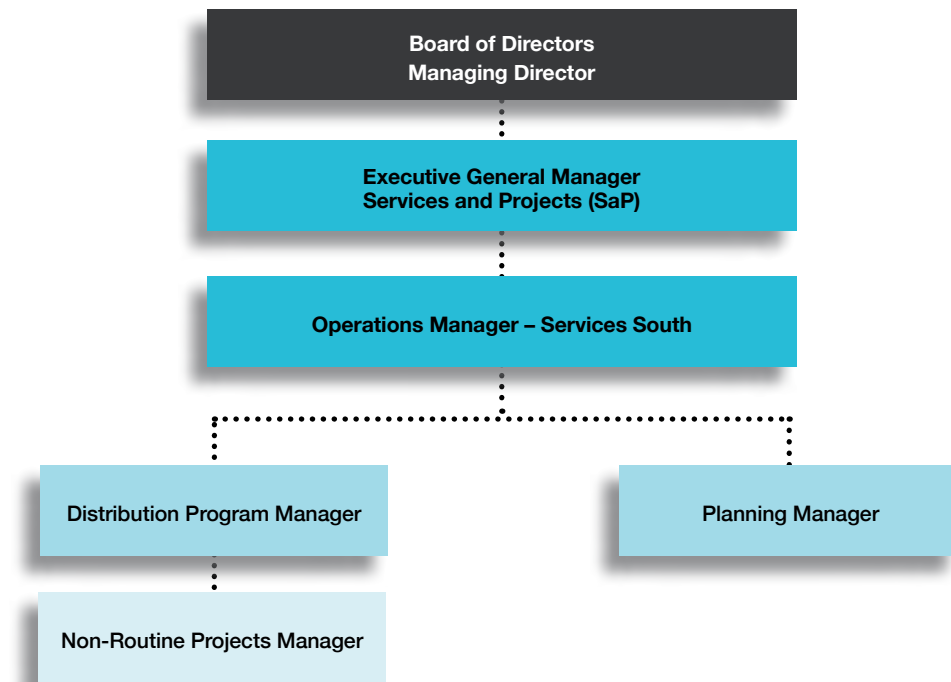 Board of Directors
Managing Director
Executive General Manager
Services and Projects (SaP)
Operations Manager – Services South
Distribution Program Manager
Planning Manager
Non-Routine Projects Manager